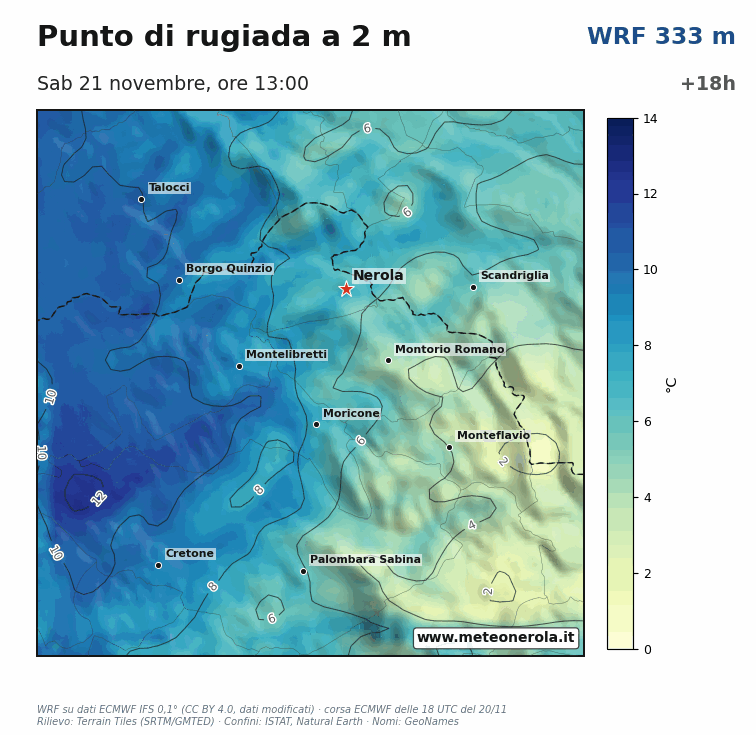 Punto di rugiada a 2 m
WRF 333 m
Sab 21 novembre, ore 13:00
+18h
6
14
Talocci
12
6
Borgo Quinzio
Nerola
Scandriglia
10
Montelibretti
Montorio Romano
8
°C
10
Moricone
6
Monteflavio
6
10
2
8
12
4
4
10
Cretone
Palombara Sabina
8
2
2
6
www.meteonerola.it
0
WRF su dati ECMWF IFS 0,1° (CC BY 4.0, dati modificati) · corsa ECMWF delle 18 UTC del 20/11
Rilievo: Terrain Tiles (SRTM/GMTED) · Confini: ISTAT, Natural Earth · Nomi: GeoNames